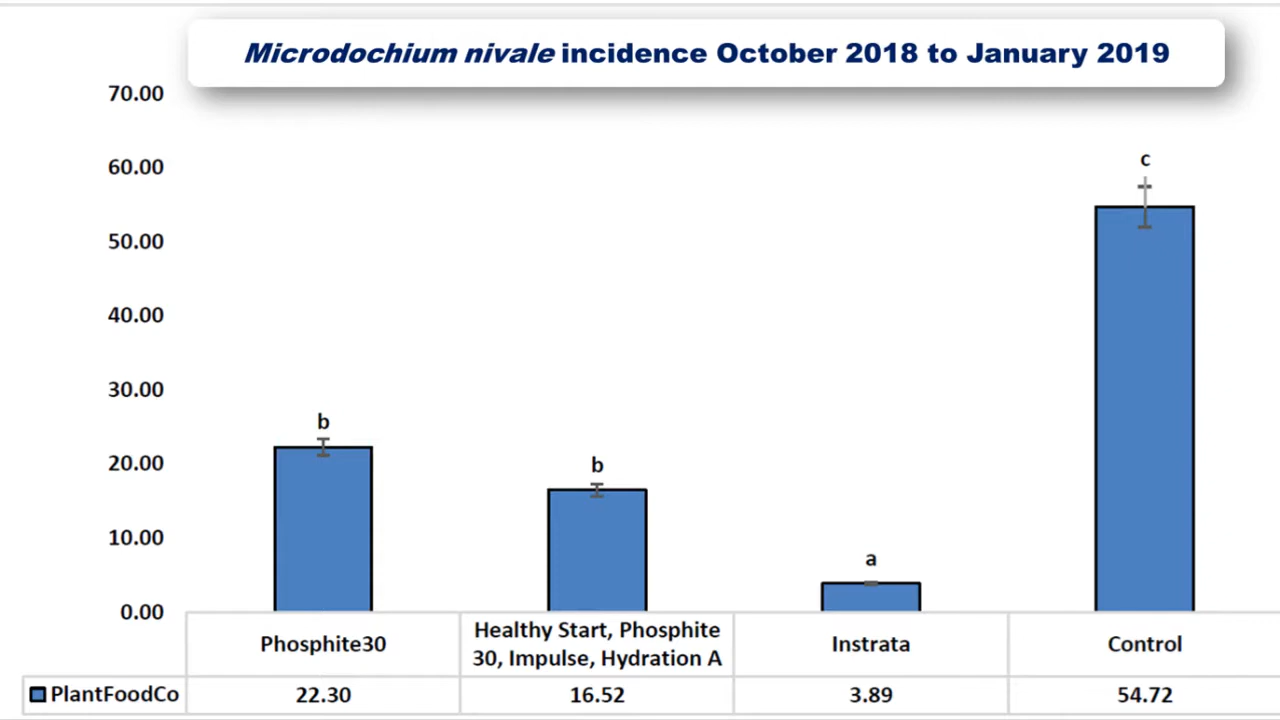 Microdochium nivale incidence October 2018 to January 2019
70.00
60.00
50.00
40.00
30.00
20.00
10.00
0.00
b
b
a
c
Phosphite30
Healthy Start, Phosphite
30, Impulse, Hydration A
Instrata
Control
PlantFoodCo
22.30
16.52
3.89
54.72